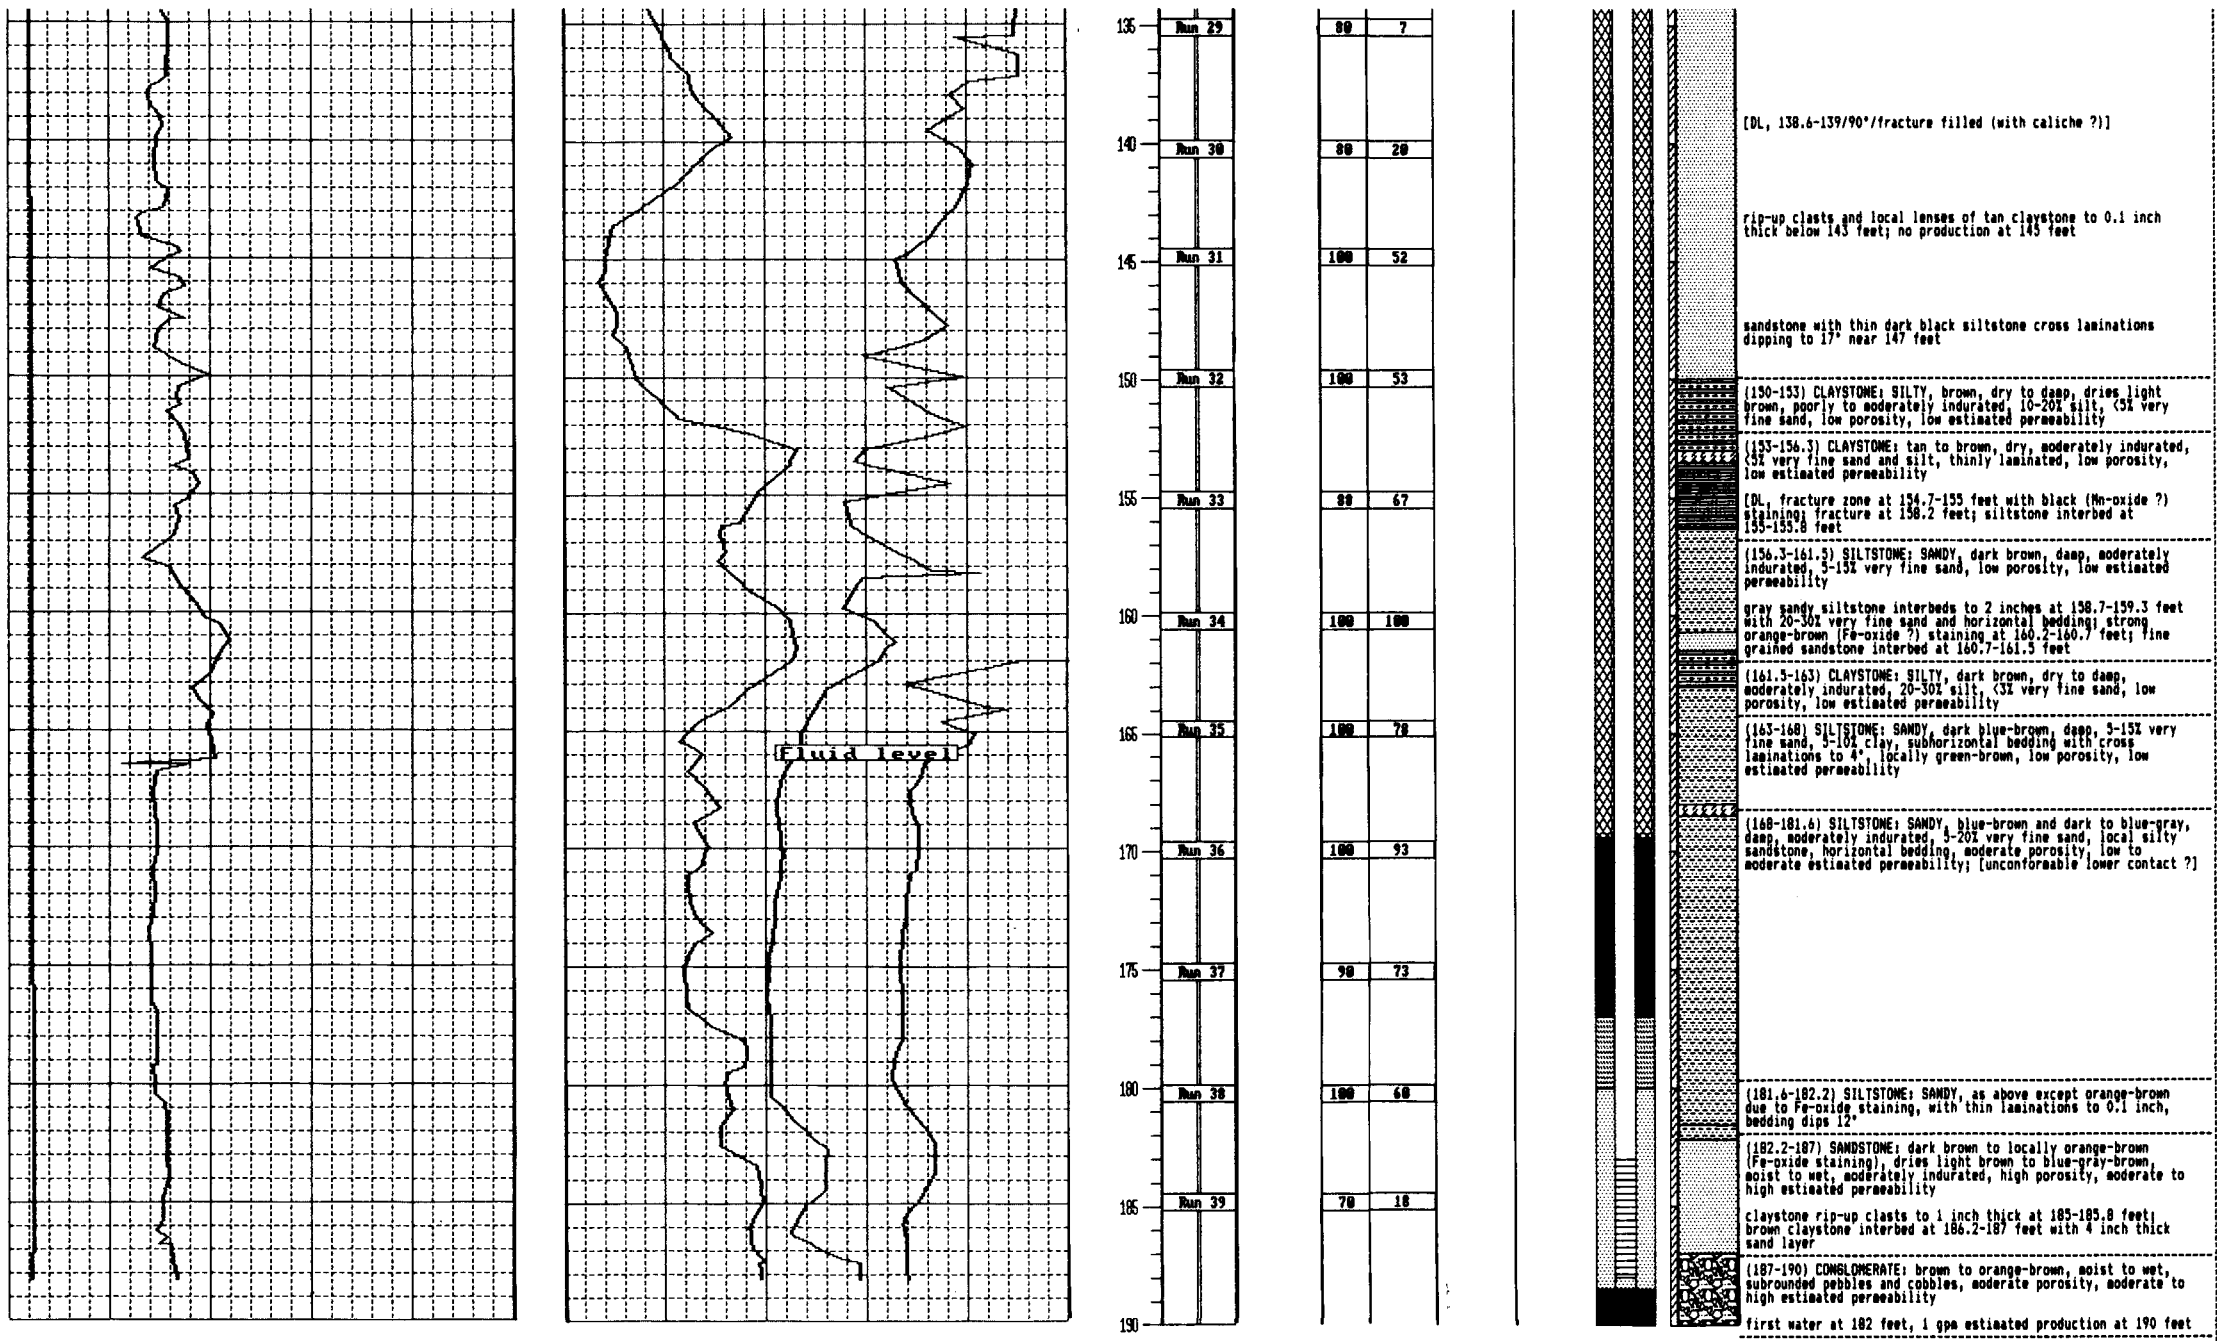 135
Run 29
80
7
[DL, 138.6-139/90°/fracture filled (with caliche ?)]
140
Run 30
80
20
rip-up clasts and local lenses of tan claystone to 0.1 inch
thick below 143 feet; no production at 145 feet
145
Run 31
100
52
sandstone with thin dark black siltstone cross laminations
dipping to 17° near 147 feet
150
Run 32
100
53
(150-153) CLAYSTONE: SILTY, brown, dry to damp, dries light
brown, poorly to moderately indurated, 10-20% silt, <5% very
fine sand, low porosity, low estimated permeability
(153-156.3) CLAYSTONE: tan to brown, dry, moderately indurated,
<5% very fine sand and silt, thinly laminated, low porosity,
low estimated permeability
155
Run 33
80
67
[DL, fracture zone at 154.7-155 feet with black (Mn-oxide ?)
staining; fracture at 158.2 feet; siltstone interbed at
155-155.8 feet
(156.3-161.5) SILTSTONE: SANDY, dark brown, damp, moderately
indurated, 5-15% very fine sand, low porosity, low estimated
permeability
160
Run 34
100
100
gray sandy siltstone interbeds to 2 inches at 158.7-159.3 feet
with 20-30% very fine sand and horizontal bedding; strong
orange-brown (Fe-oxide ?) staining at 160.2-160.7 feet; fine
grained sandstone interbed at 160.7-161.5 feet
(161.5-163) CLAYSTONE: SILTY, dark brown, dry to damp,
moderately indurated, 20-30% silt, <3% very fine sand, low
porosity, low estimated permeability
165
Run 35
100
78
Fluid level
(163-168) SILTSTONE: SANDY, dark blue-brown, damp, 5-15% very
fine sand, 5-10% clay, subhorizontal bedding with cross
laminations to 4°, locally green-brown, low porosity, low
estimated permeability
170
Run 36
100
93
(168-181.6) SILTSTONE: SANDY, blue-brown and dark to blue-gray,
damp, moderately indurated, 5-20% very fine sand, local silty
sandstone, horizontal bedding, moderate porosity, low to
moderate estimated permeability; [unconformable lower contact ?]
175
Run 37
90
73
180
Run 38
100
60
(181.6-182.2) SILTSTONE: SANDY, as above except orange-brown
due to Fe-oxide staining, with thin laminations to 0.1 inch,
bedding dips 12°
(182.2-187) SANDSTONE: dark brown to locally orange-brown
(Fe-oxide staining), dries light brown to blue-gray-brown,
moist to wet, moderately indurated, high porosity, moderate to
high estimated permeability
185
Run 39
70
18
claystone rip-up clasts to 1 inch thick at 185-185.8 feet;
brown claystone interbed at 186.2-187 feet with 4 inch thick
sand layer
(187-190) CONGLOMERATE: brown to orange-brown, moist to wet,
subrounded pebbles and cobbles, moderate porosity, moderate to
high estimated permeability
190
first water at 182 feet, 1 gpm estimated production at 190 feet